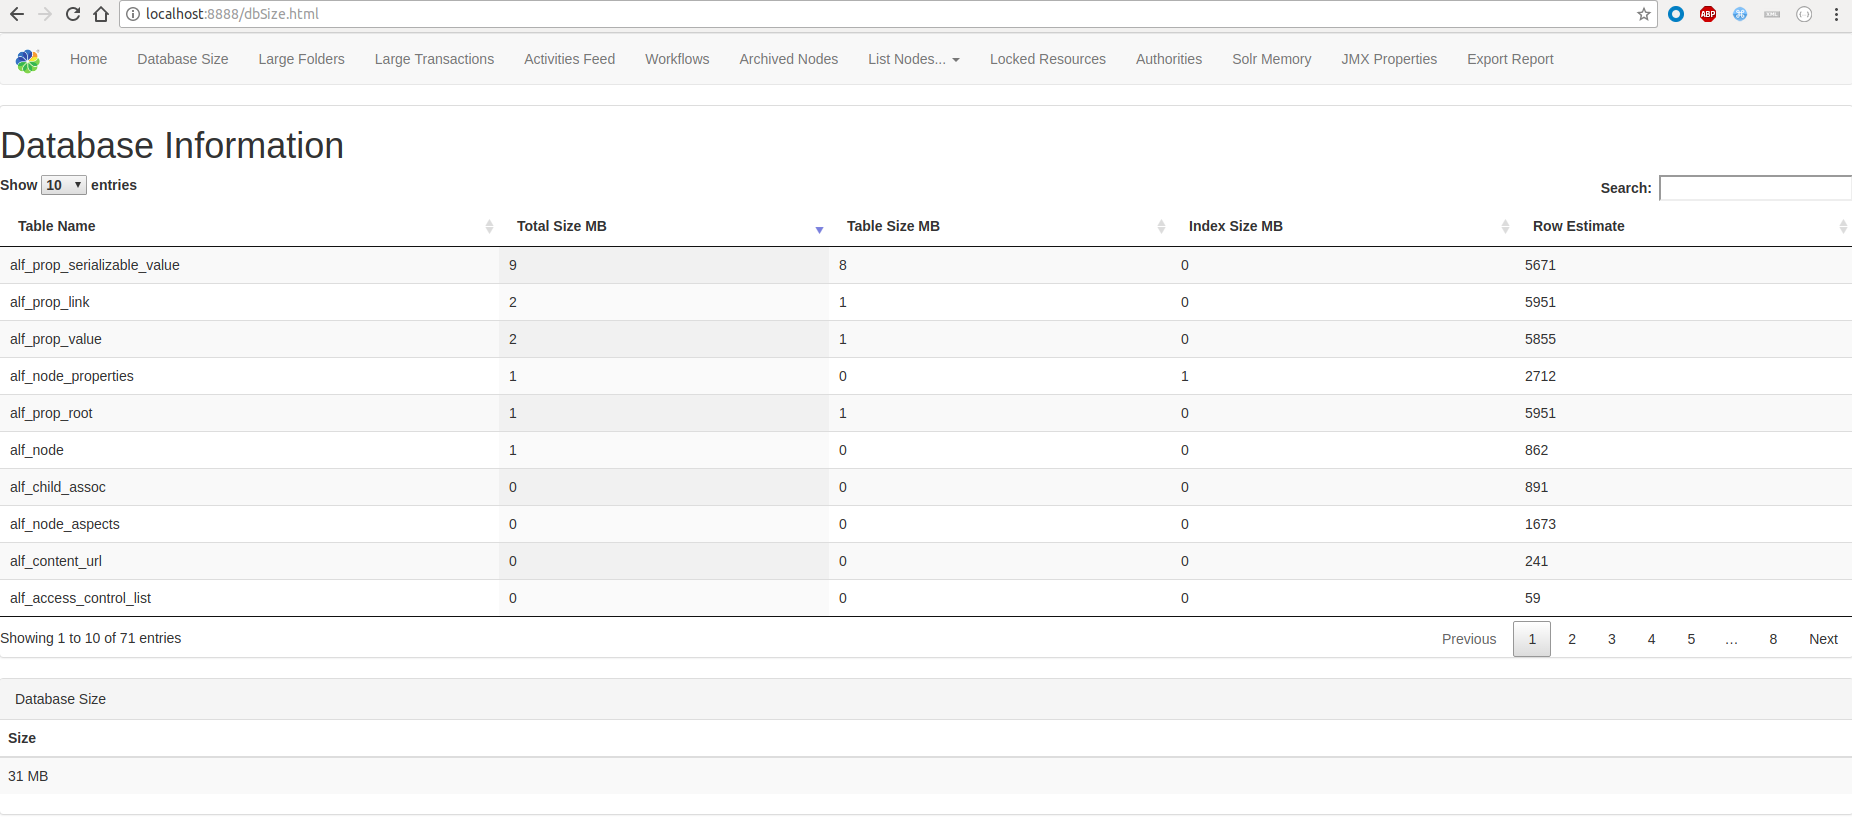 localhost:8888/dbSize.html
ABP
Home Database Size Large Folders Large Transactions Activities Feed Workflows Archived Nodes List Nodes... Locked Resources Authorities Solr Memory JMX Properties Export Report
Database Information
Show 10 entries Search:
Table Name Total Size MB Table Size MB Index Size MB Row Estimate
alf_prop_serializable_value 9 8 0 5671
alf_prop_link 2 1 0 5951
alf_prop_value 2 1 0 5855
alf_node_properties 1 0 1 2712
alf_prop_root 1 1 0 5951
alf_node 1 0 0 862
alf_child_assoc 0 0 0 891
alf_node_aspects 0 0 0 1673
alf_content_url 0 0 0 241
alf_access_control_list 0 0 0 59
Showing 1 to 10 of 71 entries Previous 1 2 3 4 5 … 8 Next
Database Size
Size
31 MB